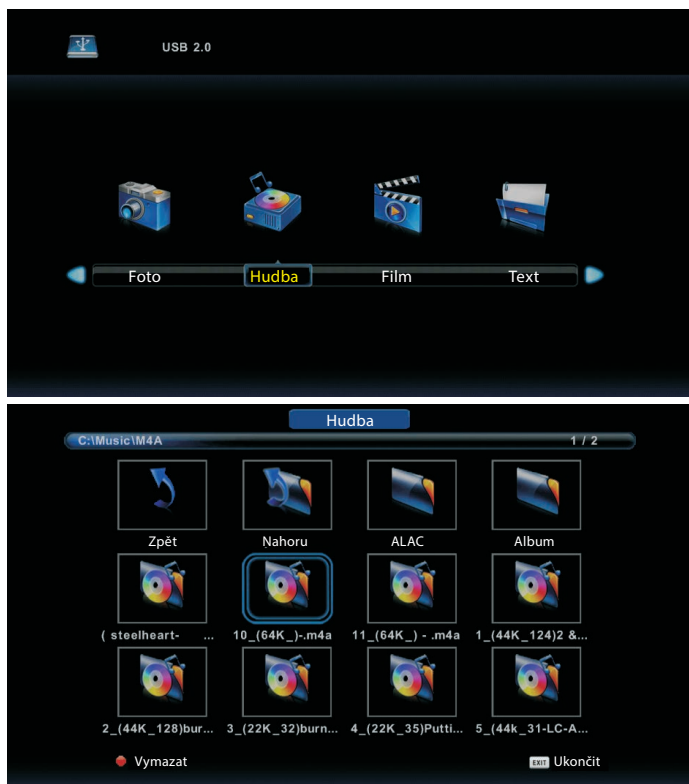 USB 2.0
Foto Hudba Film Text
Hudba
C:\Music\M4A 1 / 2
Zpět Nahoru ALAC Album
( steelheart- ... 10_(64K_)-.m4a 11_(64K_) - .m4a 1_(44K_124)2 &...
2_(44K_128)bur... 3_(22K_32)burn... 4_(22K_35)Putti... 5_(44k_31-LC-A...
Vymazat EXIT Ukončit